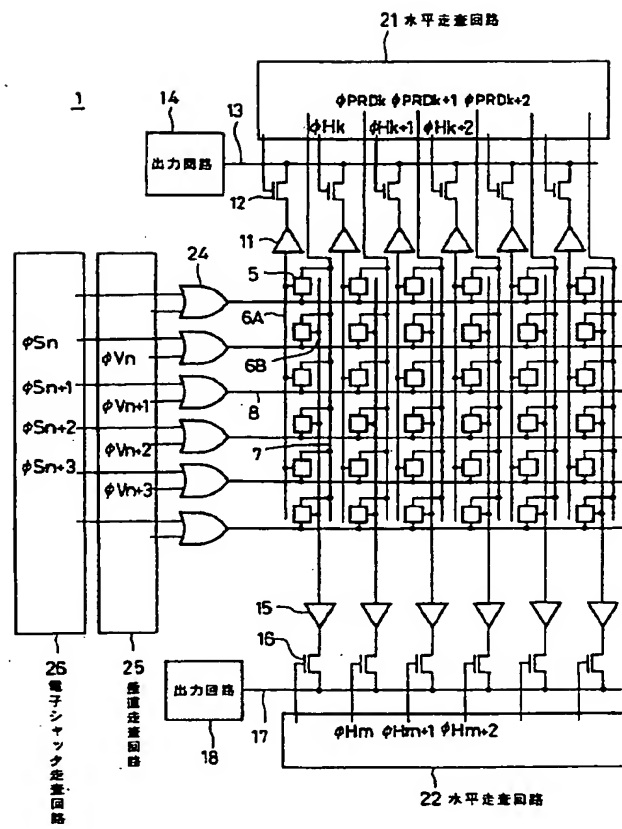 21 水平走査回路
1
14
13
φPRDk φPRDk+1 φPRDk+2
φHk φHk+1 φHk+2
出力回路
12
11
24
5
6A
6B
φSn
φVn
φSn+1
φVn+1
8
φSn+2
φVn+2
7
φSn+3
φVn+3
15
16
26
電子シャッタ走査回路
25
垂直走査回路
出力回路
18
17
φHm φHm+1 φHm+2
22 水平走査回路